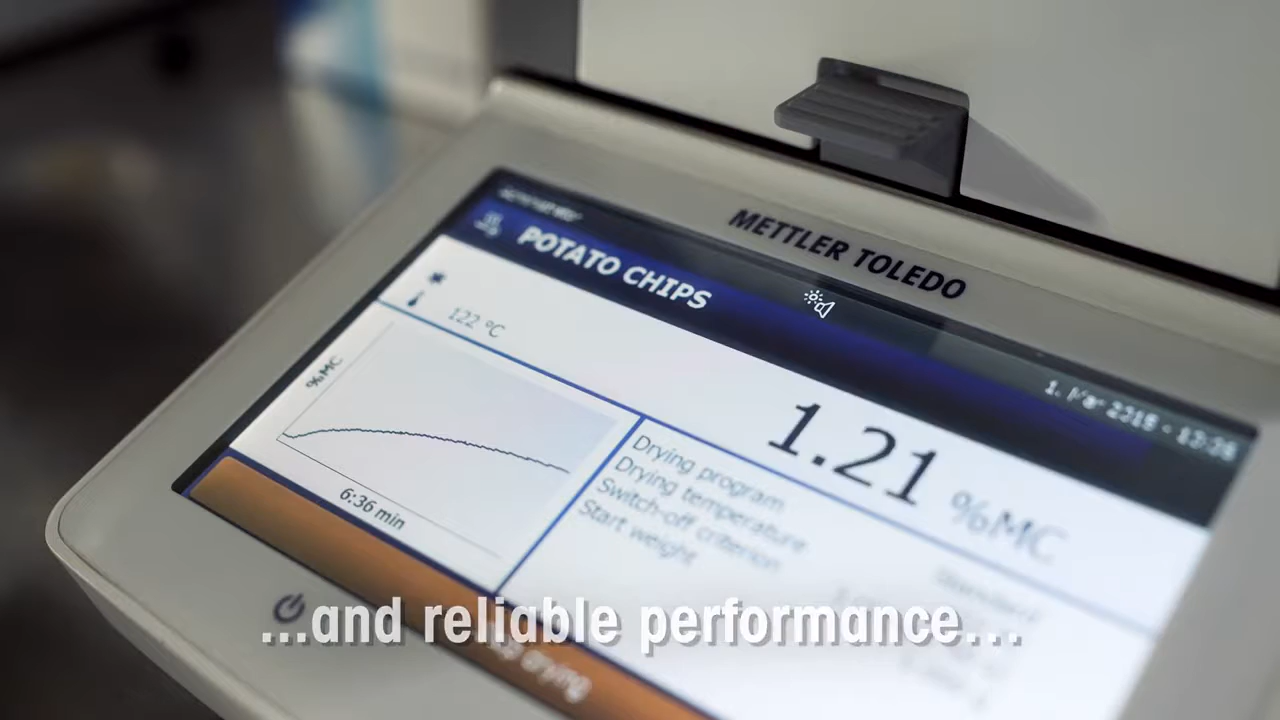 METTLER TOLEDO
POTATO CHIPS
122 °C
1.21 %MC
%MC
6:36 min
Drying program
Drying temperature
Switch-off criterion
Start weight
drying
...and reliable performance...